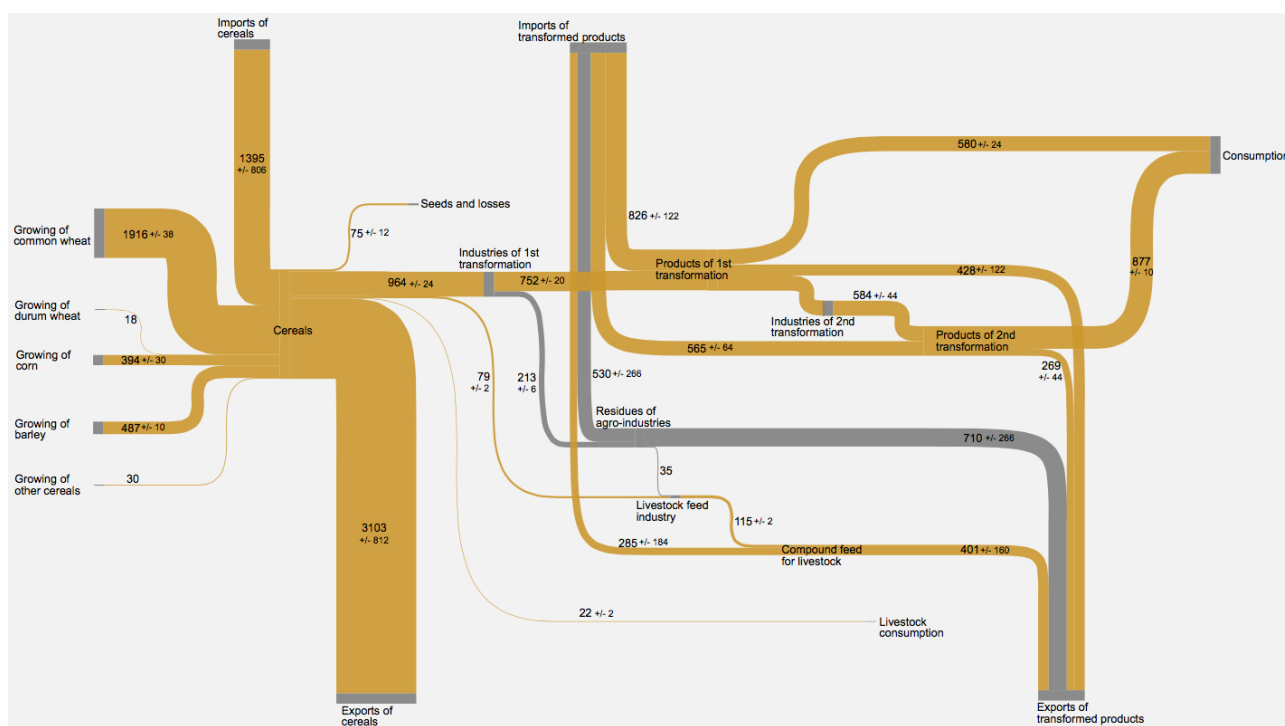 Imports of
cereals
Imports of
transformed products
580 +/- 24
Consumption
1395
+/- 806
Seeds and losses
826 +/- 122
Growing of
common wheat
1916 +/- 38
75 +/- 12
Industries of 1st
transformation
964 +/- 24
752 +/- 20
Products of 1st
transformation
428 +/- 122
877
+/- 10
584 +/- 44
Growing of
durum wheat
18
Cereals
Industries of 2nd
transformation
Products of 2nd
transformation
565 +/- 64
Growing of
corn
394 +/- 30
79
+/- 2
213
+/- 6
530 +/- 266
269
+/- 44
Growing of
barley
487 +/- 10
Residues of
agro-industries
710 +/- 266
Growing of
other cereals
30
35
Livestock feed
industry
115 +/- 2
3103
+/- 812
285 +/- 184
Compound feed
for livestock
401 +/- 160
22 +/- 2
Livestock
consumption
Exports of
cereals
Exports of
transformed products